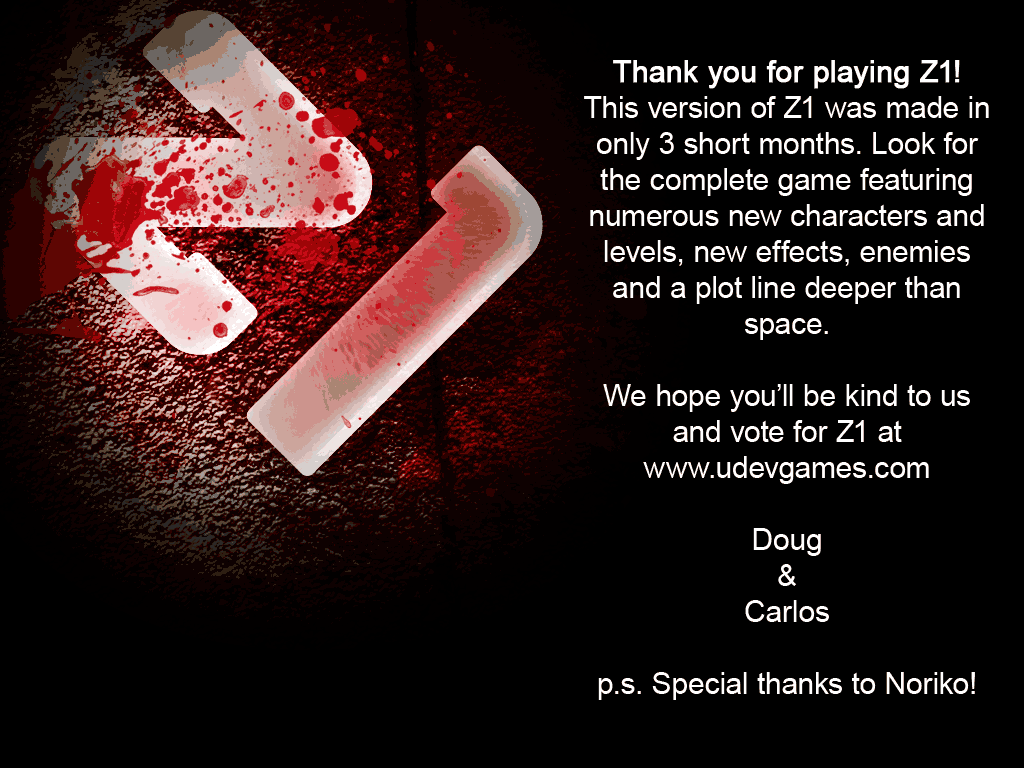 Z1
Thank you for playing Z1!
This version of Z1 was made in
only 3 short months. Look for
the complete game featuring
numerous new characters and
levels, new effects, enemies
and a plot line deeper than
space.
We hope you’ll be kind to us
and vote for Z1 at
www.udevgames.com
Doug
&
Carlos
p.s. Special thanks to Noriko!